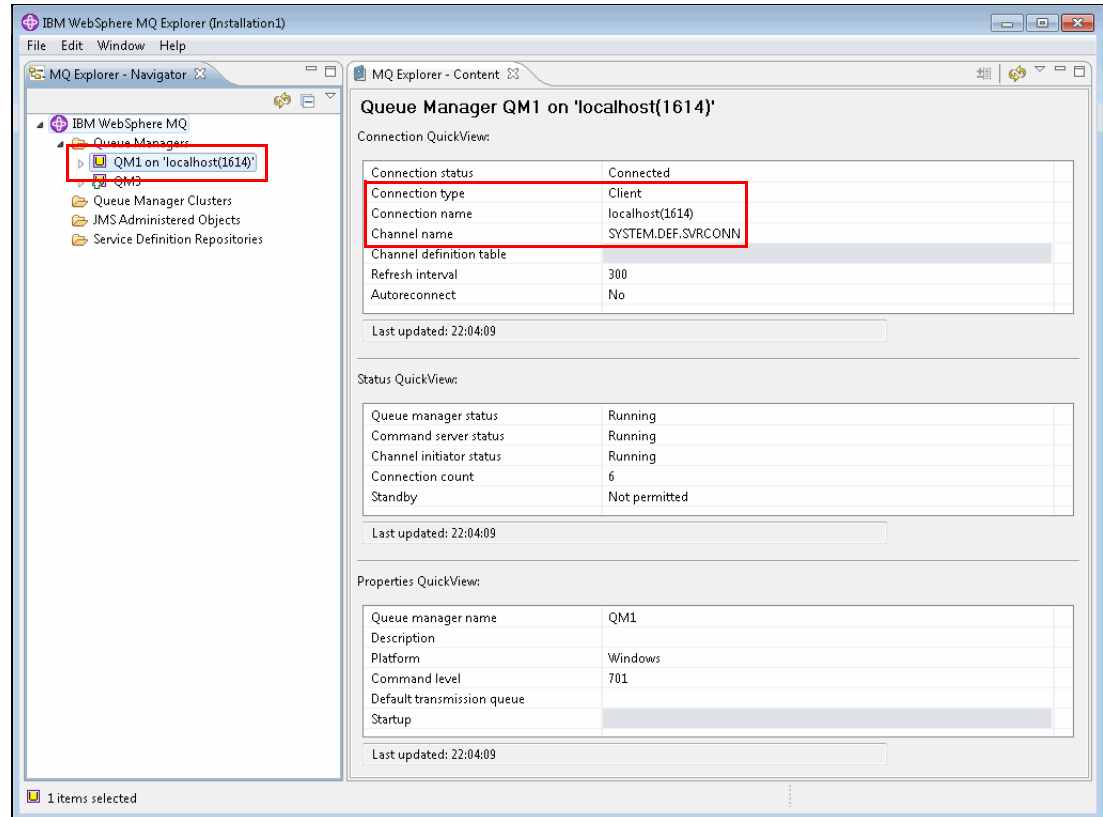 IBM WebSphere MQ Explorer (Installation1)
File Edit Window Help
MQ Explorer - Navigator
MQ Explorer - Content
IBM WebSphere MQ
Queue Managers
QM1 on 'localhost(1614)'
QM3
Queue Manager Clusters
JMS Administered Objects
Service Definition Repositories
Queue Manager QM1 on 'localhost(1614)'
Connection QuickView:
Connection status Connected
Connection type Client
Connection name localhost(1614)
Channel name SYSTEM.DEF.SVRCONN
Channel definition table
Refresh interval 300
Autoreconnect No
Last updated: 22:04:09
Status QuickView:
Queue manager status Running
Command server status Running
Channel initiator status Running
Connection count 6
Standby Not permitted
Last updated: 22:04:09
Properties QuickView:
Queue manager name QM1
Description
Platform Windows
Command level 701
Default transmission queue
Startup
Last updated: 22:04:09
1 items selected